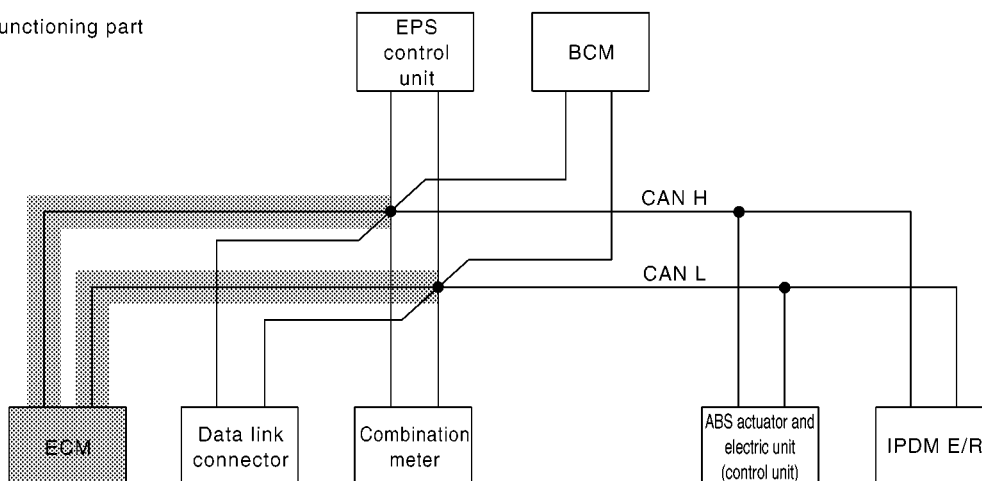 unctioning part
EPS
control
unit
BCM
CAN H
CAN L
ECM
Data link
connector
Combination
meter
ABS actuator and
electric unit
(control unit)
IPDM E/R